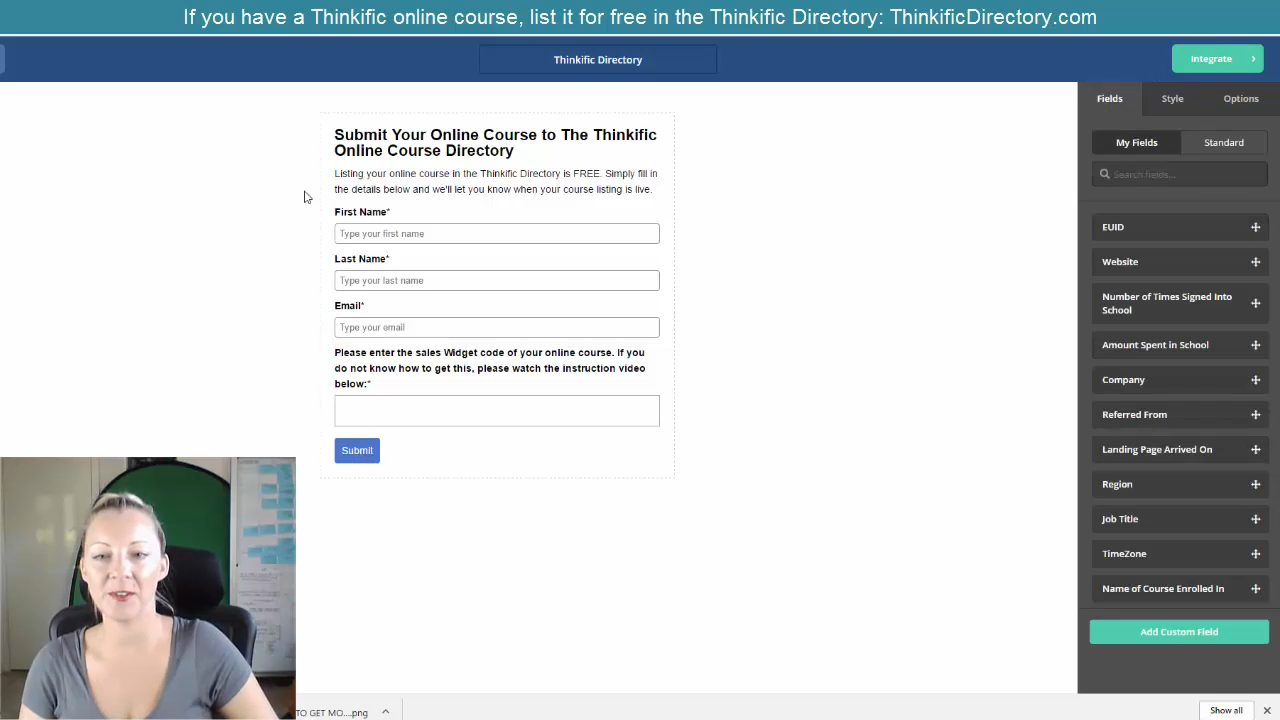 If you have a Thinkific online course, list it for free in the Thinkific Directory: ThinkificDirectory.com
Thinkific Directory
Integrate
Submit Your Online Course to The Thinkific
Online Course Directory
Listing your online course in the Thinkific Directory is FREE. Simply fill in
the details below and we'll let you know when your course listing is live.
First Name*
Type your first name
Last Name*
Type your last name
Email*
Type your email
Please enter the sales Widget code of your online course. If you
do not know how to get this, please watch the instruction video
below:*
Submit
Fields
Style
Options
My Fields
Standard
Search fields...
EUID
Website
Number of Times Signed Into
School
Amount Spent in School
Company
Referred From
Landing Page Arrived On
Region
Job Title
TimeZone
Name of Course Enrolled In
Add Custom Field
TO GET MO....png
Show all